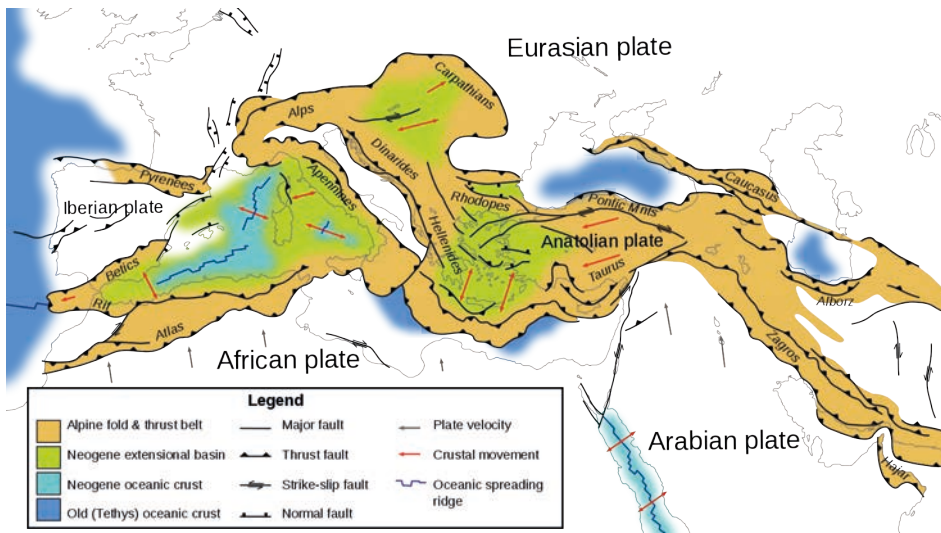 Eurasian plate
Carpathians
Alps
Dinarides
Pyrenees
Apennines
Caucasus
Iberian plate
Rhodopes
Pontic Mnts
Hellenides
Anatolian plate
Betics
Taurus
Rif
Alborz
Atlas
Zagros
African plate
Arabian plate
Hajar
Legend
Alpine fold & thrust belt
Major fault
Plate velocity
Neogene extensional basin
Thrust fault
Crustal movement
Neogene oceanic crust
Strike-slip fault
Oceanic spreading
ridge
Old (Tethys) oceanic crust
Normal fault